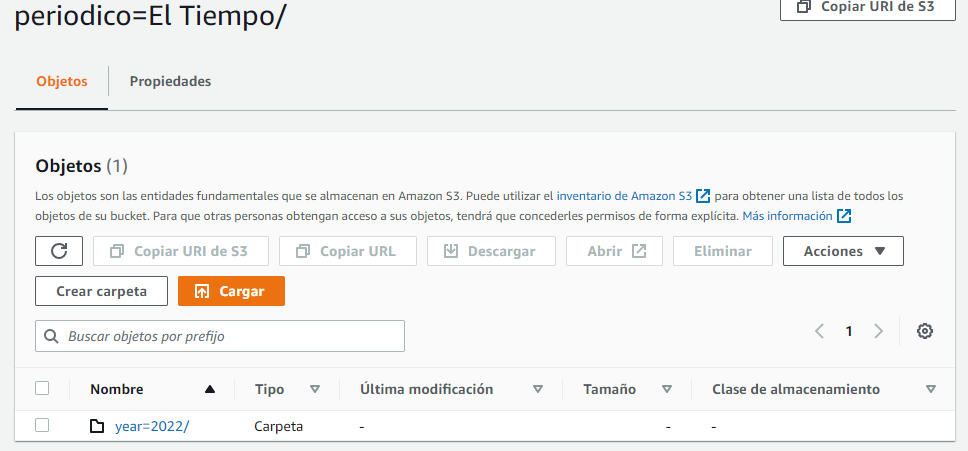 periodico=El Tiempo/
Copiar URI de S3
Objetos
Propiedades
Objetos (1)
Los objetos son las entidades fundamentales que se almacenan en Amazon S3. Puede utilizar el inventario de Amazon S3 para obtener una lista de todos los
objetos de su bucket. Para que otras personas obtengan acceso a sus objetos, tendrá que concederles permisos de forma explícita. Más información
Copiar URI de S3
Copiar URL
Descargar
Abrir
Eliminar
Acciones
Crear carpeta
Cargar
Buscar objetos por prefijo
1
Nombre
Tipo
Última modificación
Tamaño
Clase de almacenamiento
year=2022/
Carpeta
-
-
-